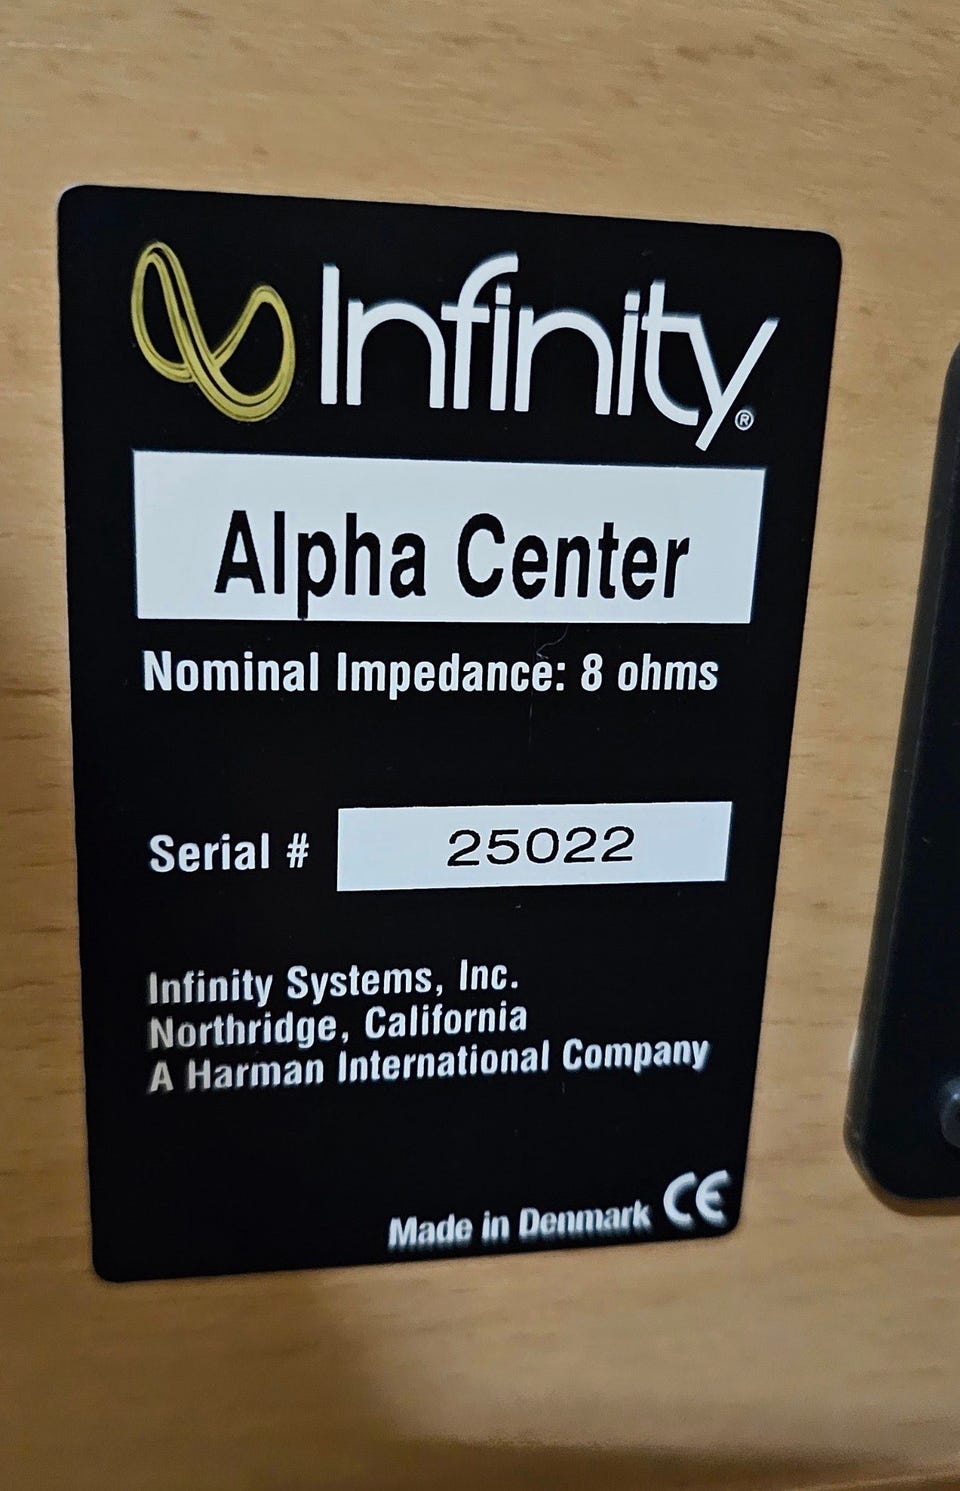 Infinity®
Alpha Center
Nominal Impedance: 8 ohms
Serial # 25022
Infinity Systems, Inc.
Northridge, California
A Harman International Company
Made in Denmark CE